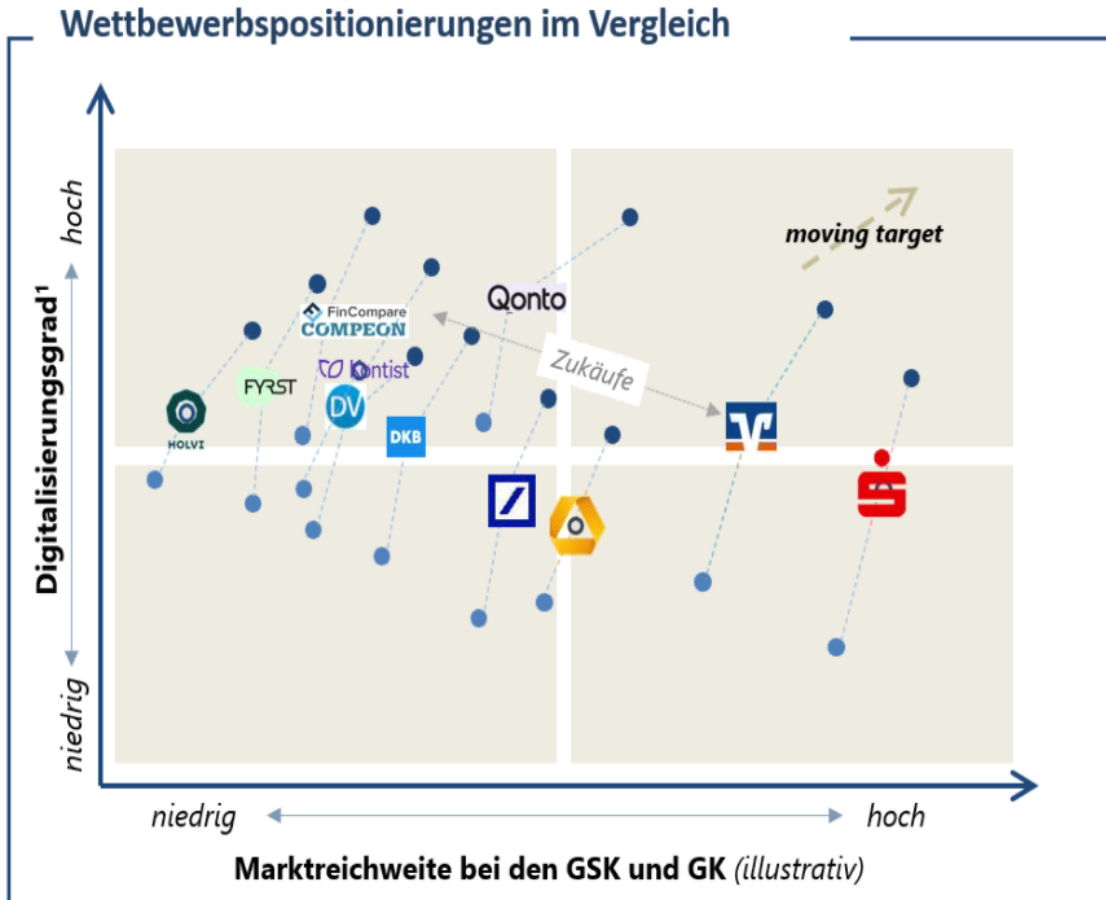 Wettbewerbspositionierungen im Vergleich
hoch
Digitalisierungsgrad¹
niedrig
moving target
Qonto
FinCompare
COMPEON
Zukäufe
kontist
FYRST
DV
HOLVI
DKB
niedrig
hoch
Marktreichweite bei den GSK und GK (illustrativ)